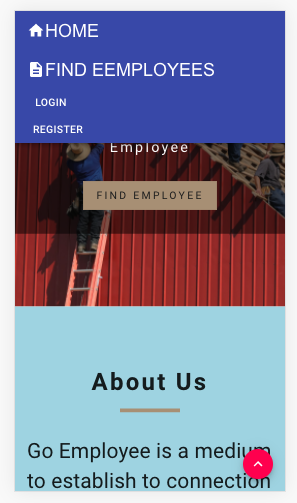 HOME
FIND EEMPLOYEES
LOGIN
REGISTER
Employee
FIND EMPLOYEE
About Us
Go Employee is a medium
to establish to connection